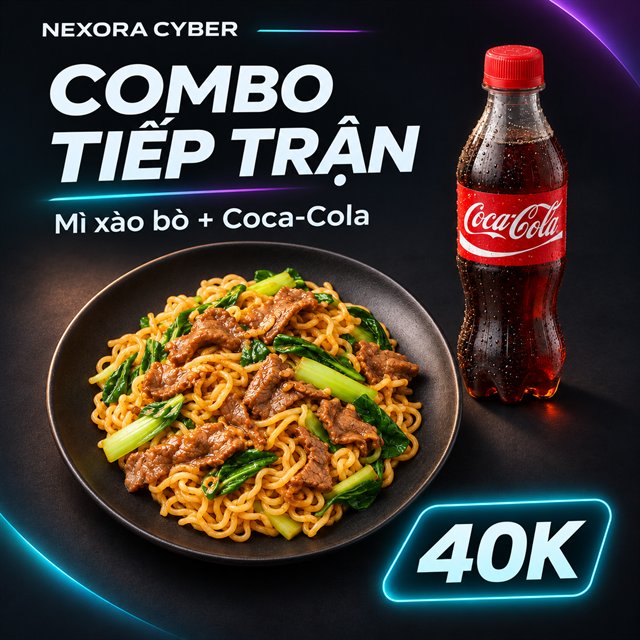 NEXORA CYBER
COMBO
TIẾP TRẬN
Mì xào bò + Coca-Cola
Coca-Cola
40K